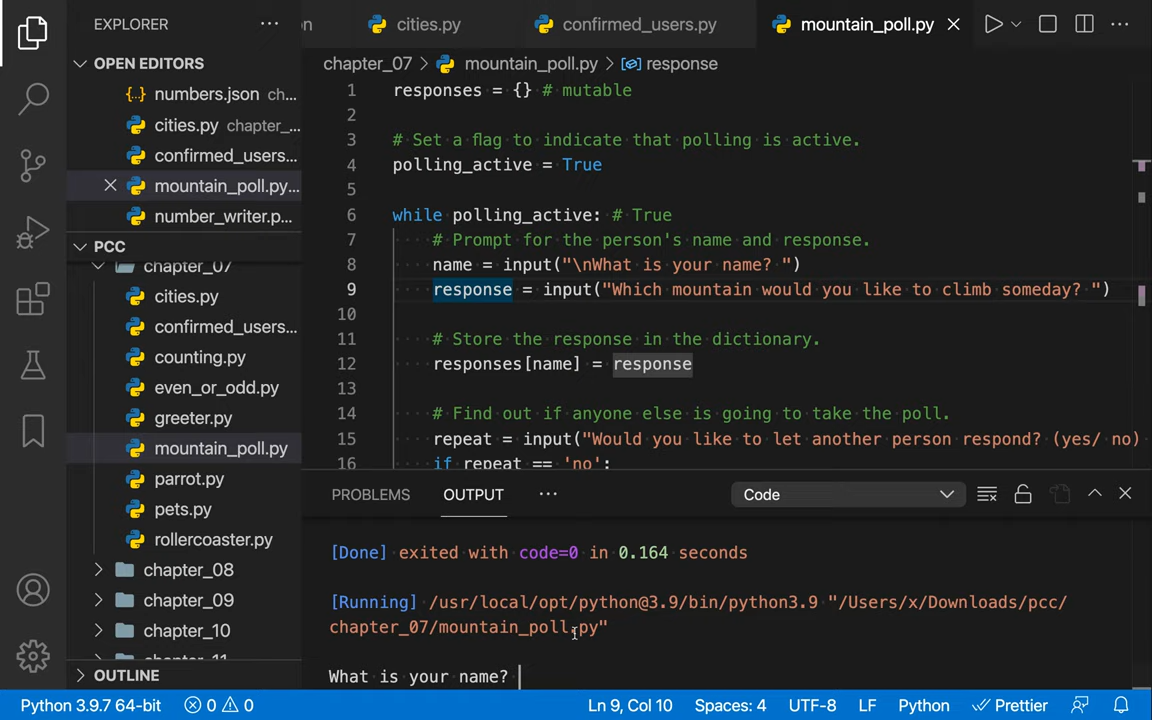 EXPLORER
on
cities.py
confirmed_users.py
mountain_poll.py
OPEN EDITORS
numbers.json ch...
cities.py chapter_...
confirmed_users...
mountain_poll.py...
number_writer.p...
PCC
chapter_07
cities.py
confirmed_users...
counting.py
even_or_odd.py
greeter.py
mountain_poll.py
parrot.py
pets.py
rollercoaster.py
chapter_08
chapter_09
chapter_10
chapter_11
OUTLINE
chapter_07 > mountain_poll.py > response
1 responses = {} # mutable
2
3 # Set a flag to indicate that polling is active.
4 polling_active = True
5
6 while polling_active: # True
7 # Prompt for the person's name and response.
8 name = input("\nWhat is your name? ")
9 response = input("Which mountain would you like to climb someday? ")
10
11 # Store the response in the dictionary.
12 responses[name] = response
13
14 # Find out if anyone else is going to take the poll.
15 repeat = input("Would you like to let another person respond? (yes/ no)
16 if repeat == 'no':
PROBLEMS OUTPUT ... Code
[Done] exited with code=0 in 0.164 seconds
[Running] /usr/local/opt/python@3.9/bin/python3.9 "/Users/x/Downloads/pcc/
chapter_07/mountain_poll.py"
What is your name?
Python 3.9.7 64-bit 0 0 Ln 9, Col 10 Spaces: 4 UTF-8 LF Python Prettier